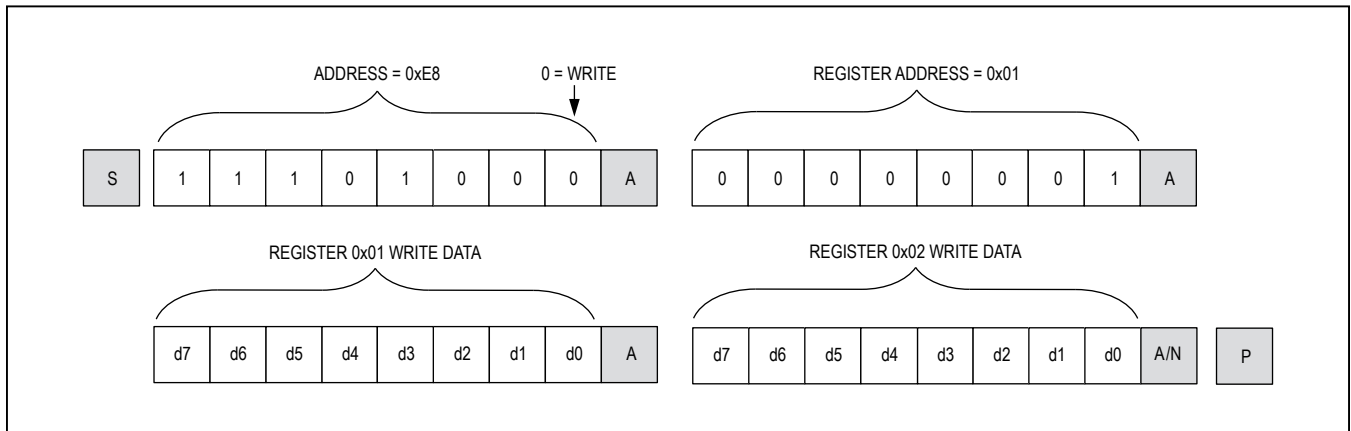 ADDRESS = 0xE8 0 = WRITE REGISTER ADDRESS = 0x01
S 1 1 1 0 1 0 0 0 A 0 0 0 0 0 0 0 1 A
REGISTER 0x01 WRITE DATA REGISTER 0x02 WRITE DATA
d7 d6 d5 d4 d3 d2 d1 d0 A d7 d6 d5 d4 d3 d2 d1 d0 A/N P